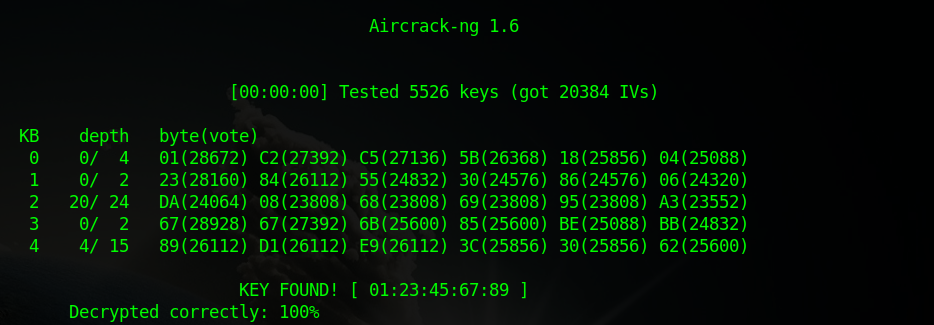 Aircrack-ng 1.6
[00:00:00] Tested 5526 keys (got 20384 IVs)
KB    depth   byte(vote)
0    0/  4   01(28672) C2(27392) C5(27136) 5B(26368) 18(25856) 04(25088)
1    0/  2   23(28160) 84(26112) 55(24832) 30(24576) 86(24576) 06(24320)
2   20/ 24   DA(24064) 08(23808) 68(23808) 69(23808) 95(23808) A3(23552)
3    0/  2   67(28928) 67(27392) 6B(25600) 85(25600) BE(25088) BB(24832)
4    4/ 15   89(26112) D1(26112) E9(26112) 3C(25856) 30(25856) 62(25600)
KEY FOUND! [ 01:23:45:67:89 ]
Decrypted correctly: 100%